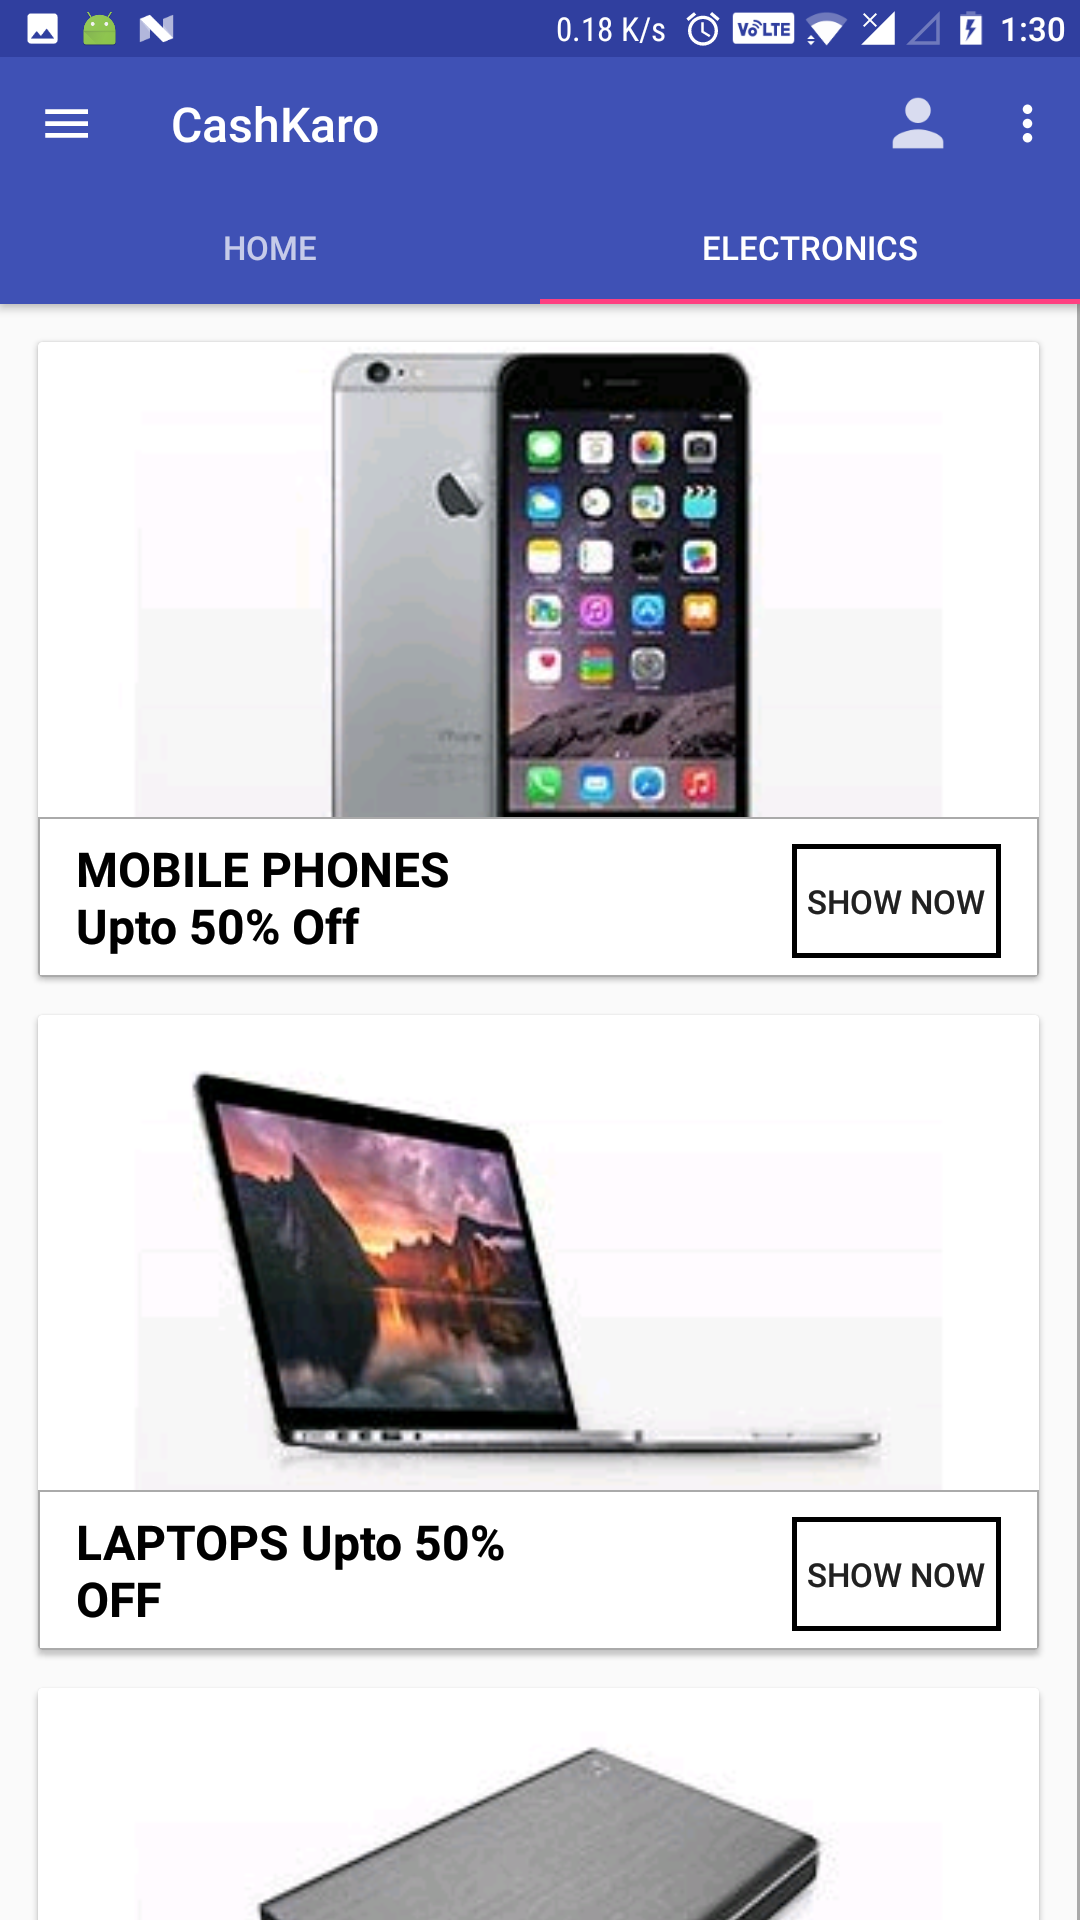 0.18 K/s VoLTE 1:30
CashKaro
HOME ELECTRONICS
MOBILE PHONES
Upto 50% Off
SHOW NOW
LAPTOPS Upto 50%
OFF
SHOW NOW